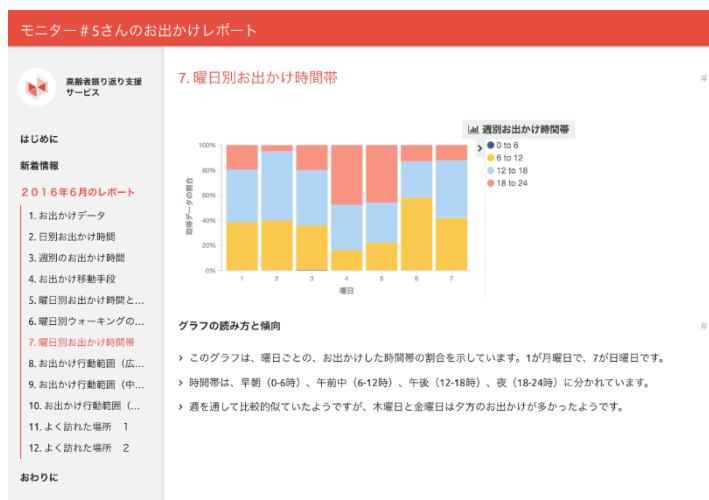 モニター＃5さんのお出かけレポート
高齢者振り返り支援
サービス
はじめに
新着情報
２０１６年6月のレポート
1. お出かけデータ
2. 日別お出かけ時間
3. 週別のお出かけ時間
4. お出かけ移動手段
5. 曜日別お出かけ時間と...
6. 曜日別ウォーキングの...
7. 曜日別お出かけ時間帯
8. お出かけ行動範囲（広...
9. お出かけ行動範囲（中...
10. お出かけ行動範囲（...
11. よく訪れた場所　１
12. よく訪れた場所　２
おわりに
7. 曜日別お出かけ時間帯
#
週別お出かけ時間帯
0 to 6
6 to 12
12 to 18
18 to 24
100%
80%
60%
40%
20%
0%
取得データの割合
1 2 3 4 5 6 7
曜日
グラフの読み方と傾向
#
› このグラフは、曜日ごとの、お出かけした時間帯の割合を示しています。1が月曜日で、7が日曜日です。
› 時間帯は、早朝（0-6時）、午前中（6-12時）、午後（12-18時）、夜（18-24時）に分かれています。
› 週を通して比較的似ていたようですが、木曜日と金曜日は夕方のお出かけが多かったようです。